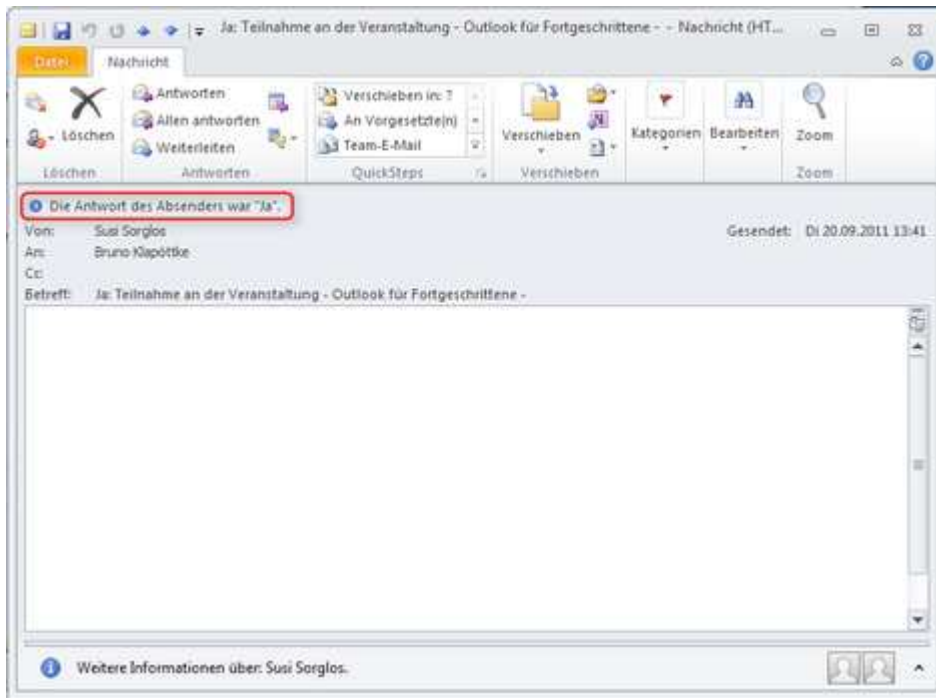 Ja: Teilnahme an der Veranstaltung - Outlook für Fortgeschrittene - - Nachricht (HT...
Datei Nachricht
Löschen
Antworten
Allen antworten
Weiterleiten
Verschieben in: ?
An Vorgesetzte(n)
Team-E-Mail
Verschieben
Kategorien
Bearbeiten
Zoom
Löschen Antworten QuickSteps Verschieben Zoom
Die Antwort des Absenders war "Ja".
Von: Susi Sorglos Gesendet: Di 20.09.2011 13:41
An: Bruno Klapöttke
Cc:
Betreff: Ja: Teilnahme an der Veranstaltung - Outlook für Fortgeschrittene -
Weitere Informationen über: Susi Sorglos.